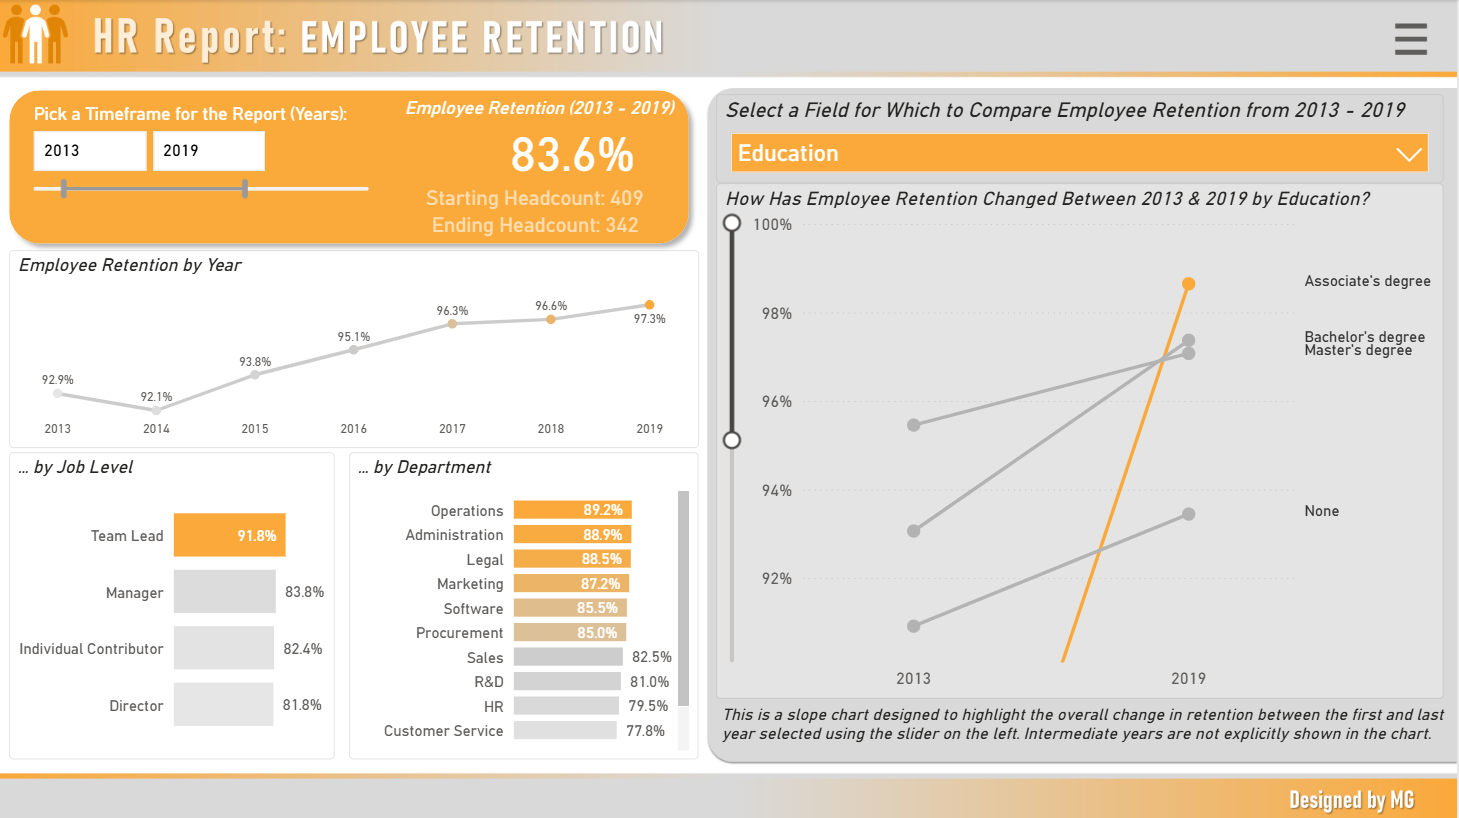 HR Report: EMPLOYEE RETENTION
Pick a Timeframe for the Report (Years):
2013
2019
Employee Retention (2013 - 2019)
83.6%
Starting Headcount: 409
Ending Headcount: 342
Employee Retention by Year
92.9%
92.1%
93.8%
95.1%
96.3%
96.6%
97.3%
2013
2014
2015
2016
2017
2018
2019
... by Job Level
Team Lead 91.8%
Manager 83.8%
Individual Contributor 82.4%
Director 81.8%
... by Department
Operations 89.2%
Administration 88.9%
Legal 88.5%
Marketing 87.2%
Software 85.5%
Procurement 85.0%
Sales 82.5%
R&D 81.0%
HR 79.5%
Customer Service 77.8%
Select a Field for Which to Compare Employee Retention from 2013 - 2019
Education
How Has Employee Retention Changed Between 2013 & 2019 by Education?
100%
98%
96%
94%
92%
Associate's degree
Bachelor's degree
Master's degree
None
2013
2019
This is a slope chart designed to highlight the overall change in retention between the first and last
year selected using the slider on the left. Intermediate years are not explicitly shown in the chart.
Designed by MG